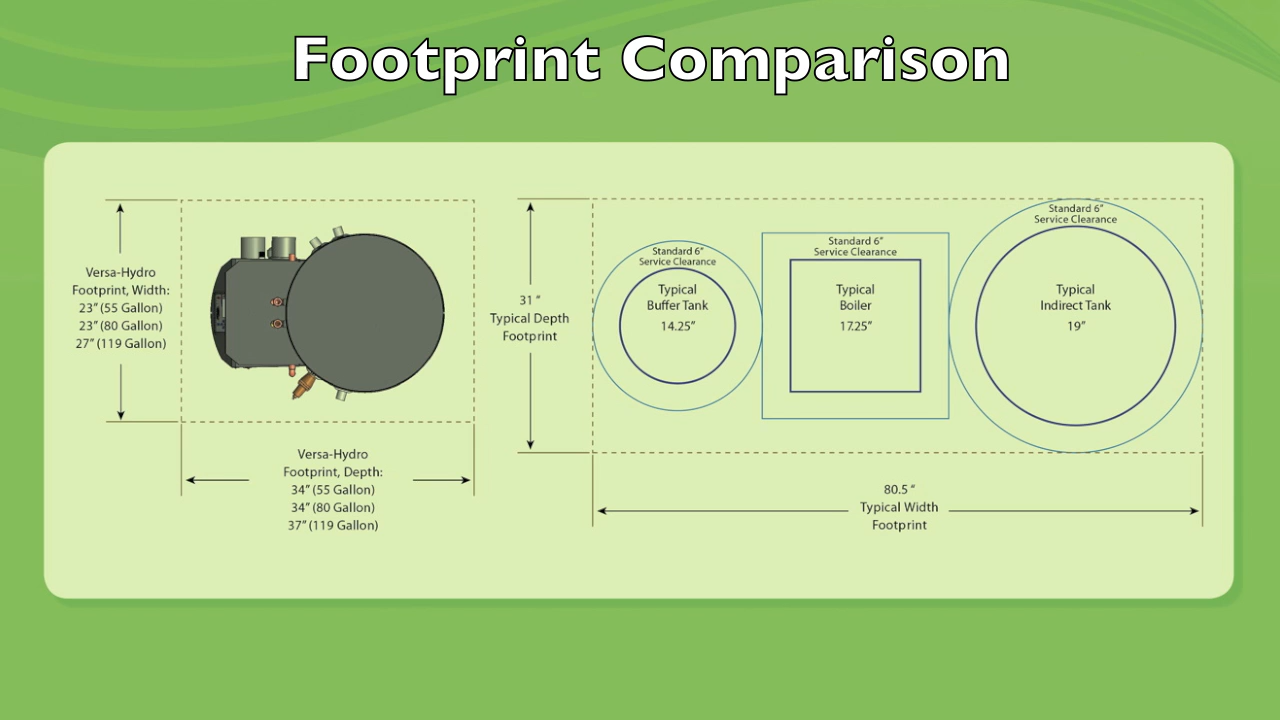 Footprint Comparison
Versa-Hydro
Footprint, Width:
23” (55 Gallon)
23” (80 Gallon)
27” (119 Gallon)
Versa-Hydro
Footprint, Depth:
34” (55 Gallon)
34” (80 Gallon)
37” (119 Gallon)
31 “
Typical Depth
Footprint
Standard 6”
Service Clearance
Typical
Buffer Tank
14.25”
Standard 6”
Service Clearance
Typical
Boiler
17.25”
Standard 6”
Service Clearance
Typical
Indirect Tank
19”
80.5 “
Typical Width
Footprint